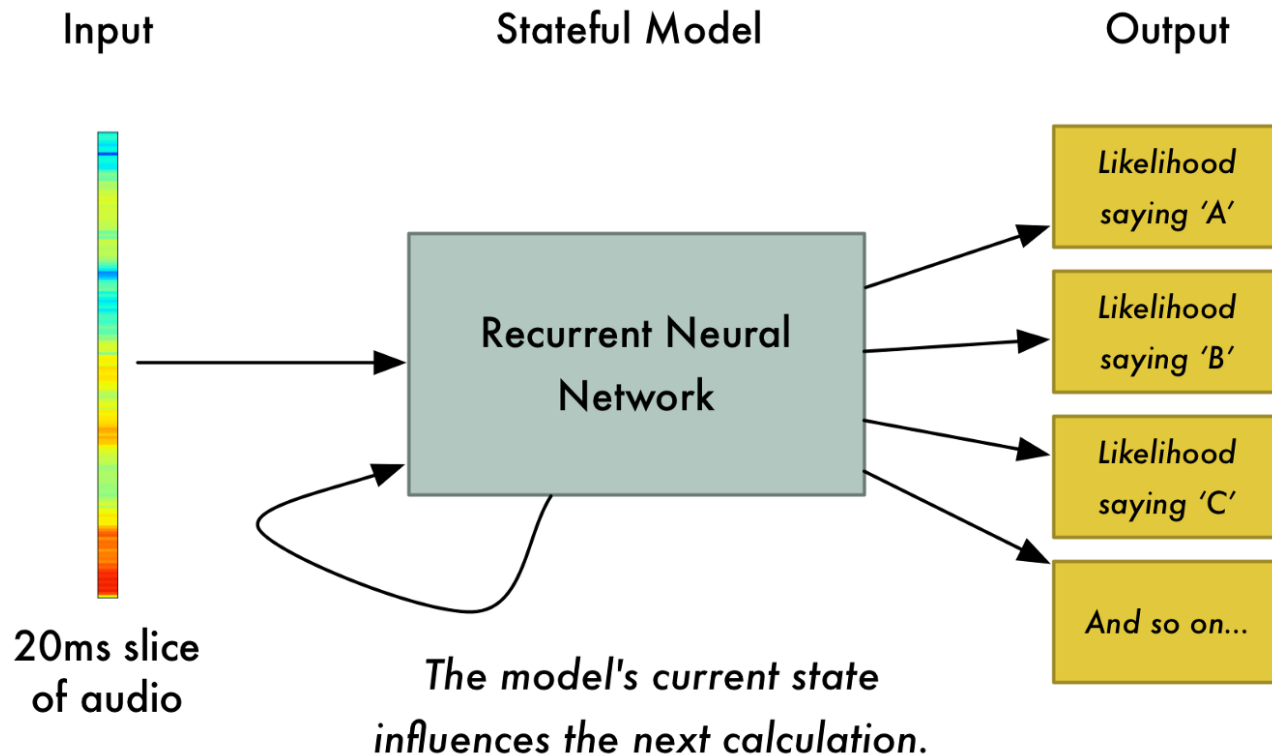 Input
Stateful Model
Output
Likelihood
saying ‘A’
Likelihood
saying ‘B’
Likelihood
saying ‘C’
And so on...
Recurrent Neural
Network
20ms slice
of audio
The model's current state
influences the next calculation.